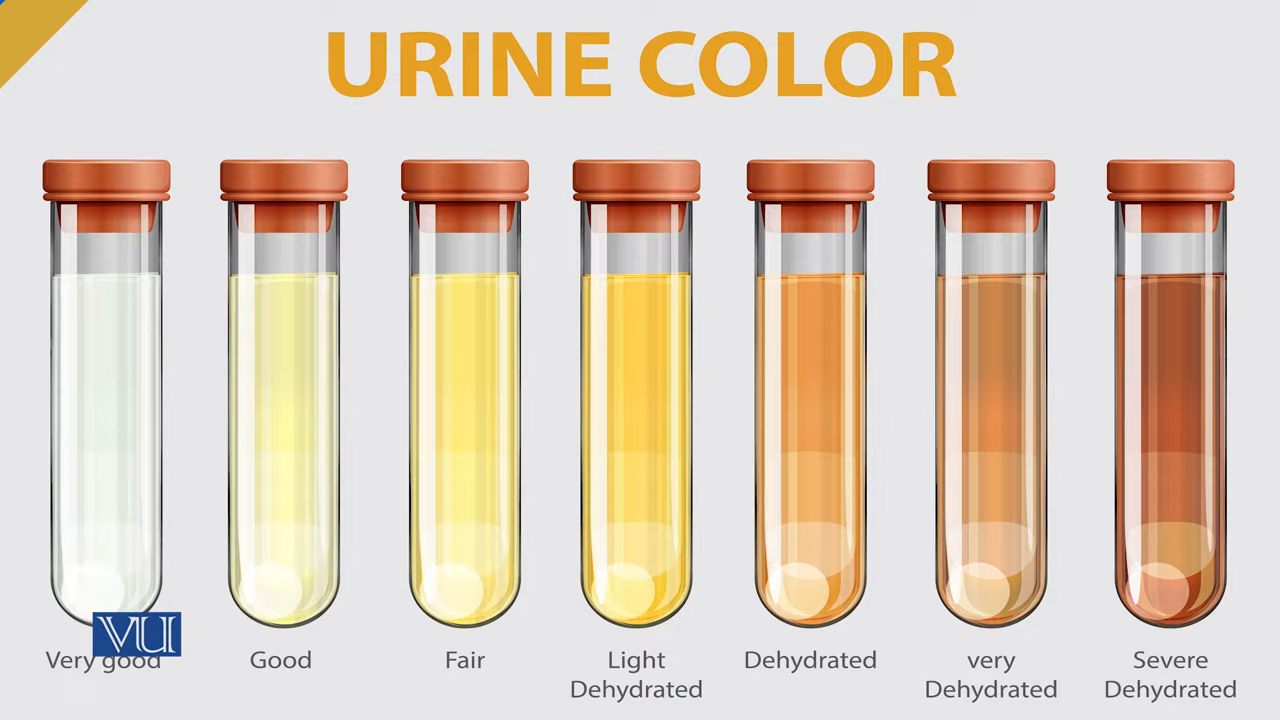 URINE COLOR
VU
Very good
Good
Fair
Light
Dehydrated
Dehydrated
very
Dehydrated
Severe
Dehydrated